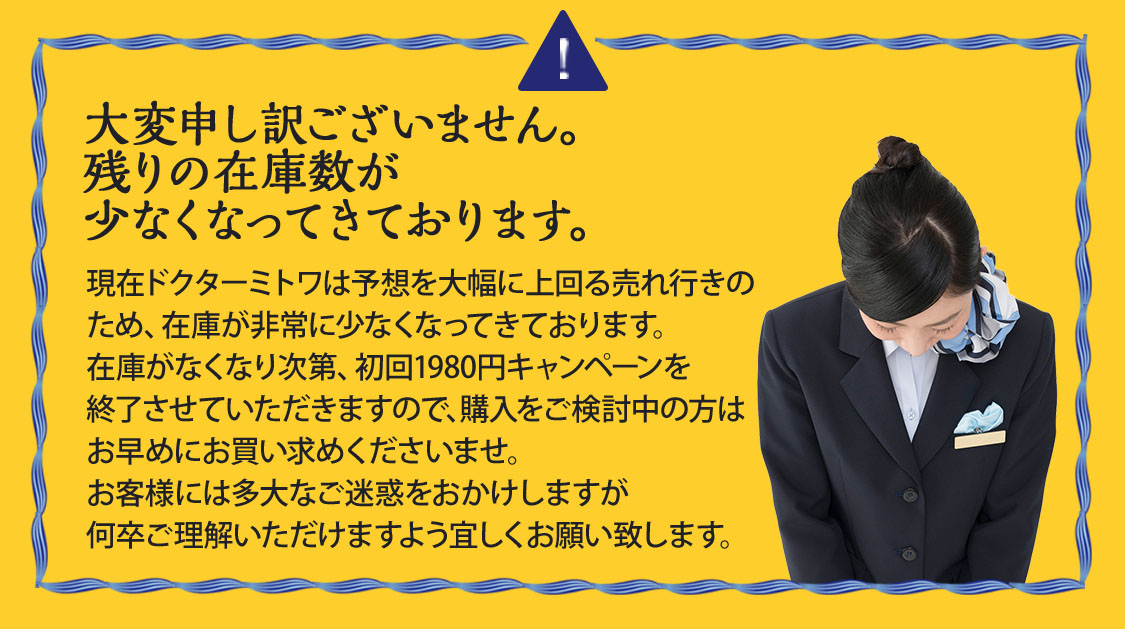 !
大変申し訳ございません。
残りの在庫数が
少なくなってきております。
現在ドクターミトワは予想を大幅に上回る売れ行きの
ため、在庫が非常に少なくなってきております。
在庫がなくなり次第、初回1980円キャンペーンを
終了させていただきますので、購入をご検討中の方は
お早めにお買い求めくださいませ。
お客様には多大なご迷惑をおかけしますが
何卒ご理解いただけますよう宜しくお願い致します。